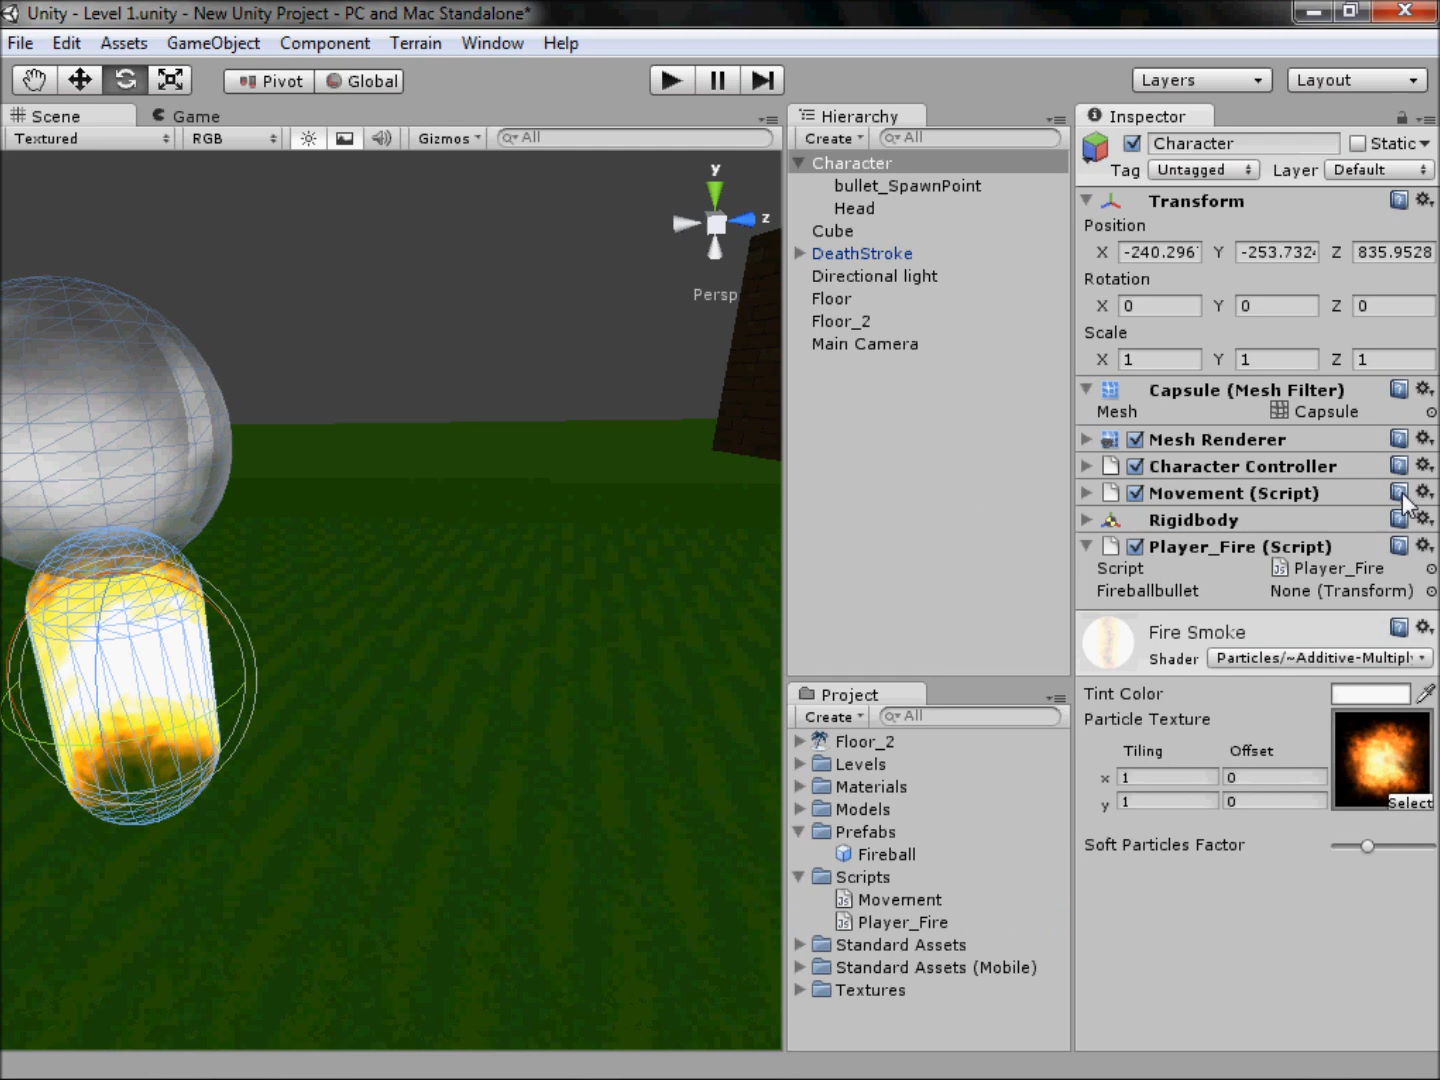 Unity - Level 1.unity - New Unity Project - PC and Mac Standalone*
File Edit Assets GameObject Component Terrain Window Help
Pivot Global Layers Layout
Scene Game
Textured RGB Gizmos All
y
z
Persp
Hierarchy
Create All
Character
bullet_SpawnPoint
Head
Cube
DeathStroke
Directional light
Floor
Floor_2
Main Camera
Project
Create All
Floor_2
Levels
Materials
Models
Prefabs
Fireball
Scripts
Movement
Player_Fire
Standard Assets
Standard Assets (Mobile)
Textures
Inspector
Character Static
Tag Untagged Layer Default
Transform
Position
X -240.296 Y -253.732 Z 835.9528
Rotation
X 0 Y 0 Z 0
Scale
X 1 Y 1 Z 1
Capsule (Mesh Filter)
Mesh Capsule
Mesh Renderer
Character Controller
Movement (Script)
Rigidbody
Player_Fire (Script)
Script Player_Fire
Fireballbullet None (Transform)
Fire Smoke
Shader Particles/~Additive-Multipl
Tint Color
Particle Texture
Tiling Offset
x 1 0
y 1 0
Select
Soft Particles Factor